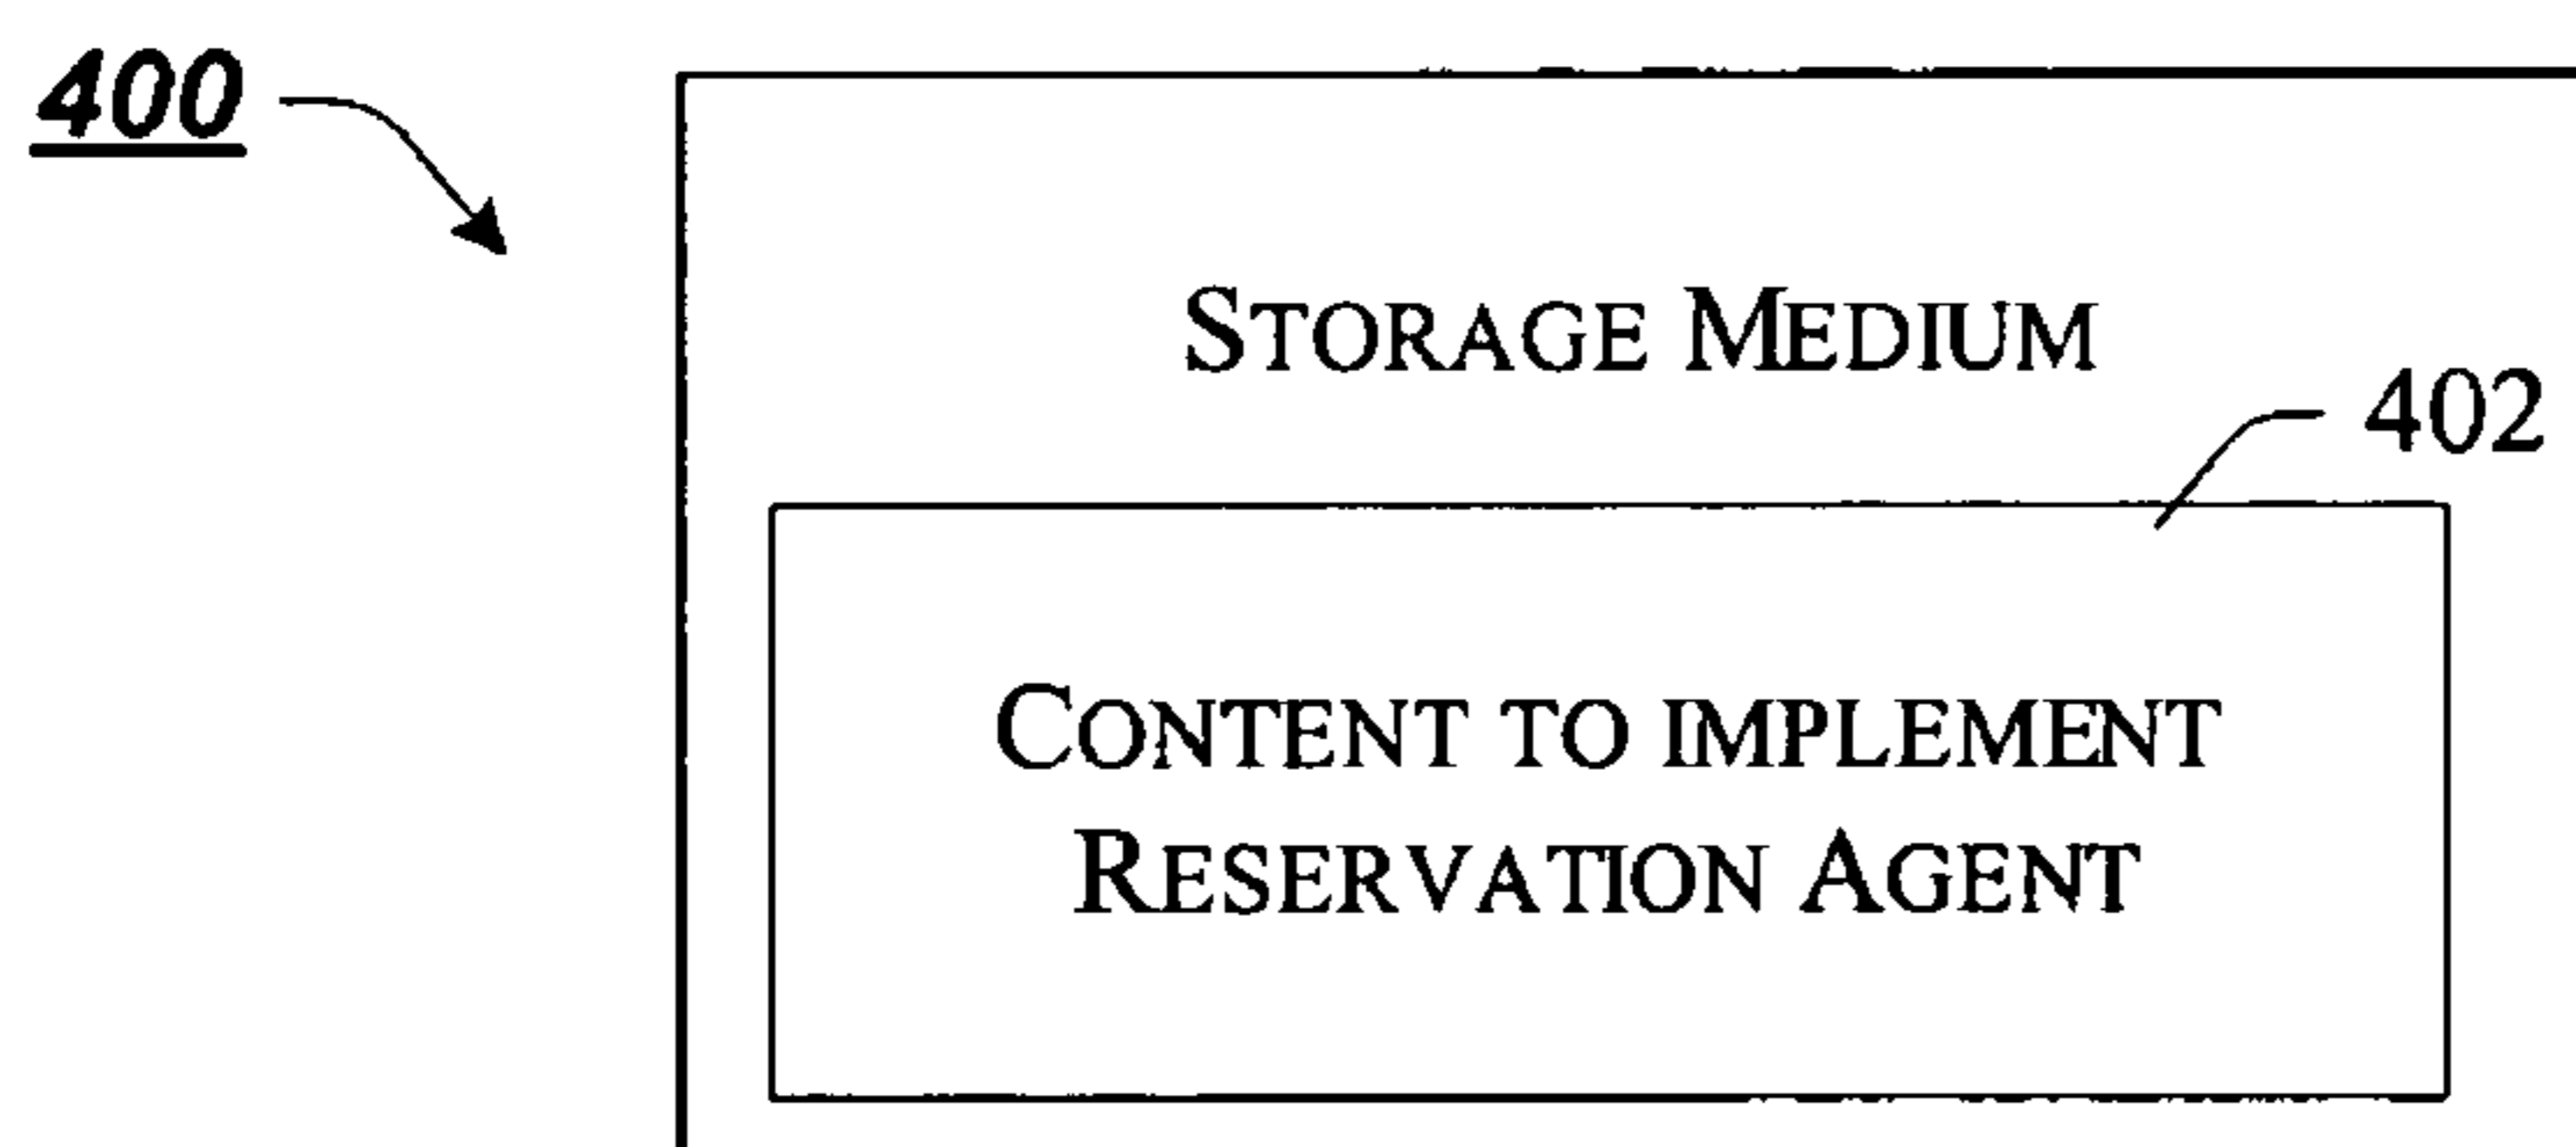 400
STORAGE MEDIUM
402
CONTENT TO IMPLEMENT
RESERVATION AGENT